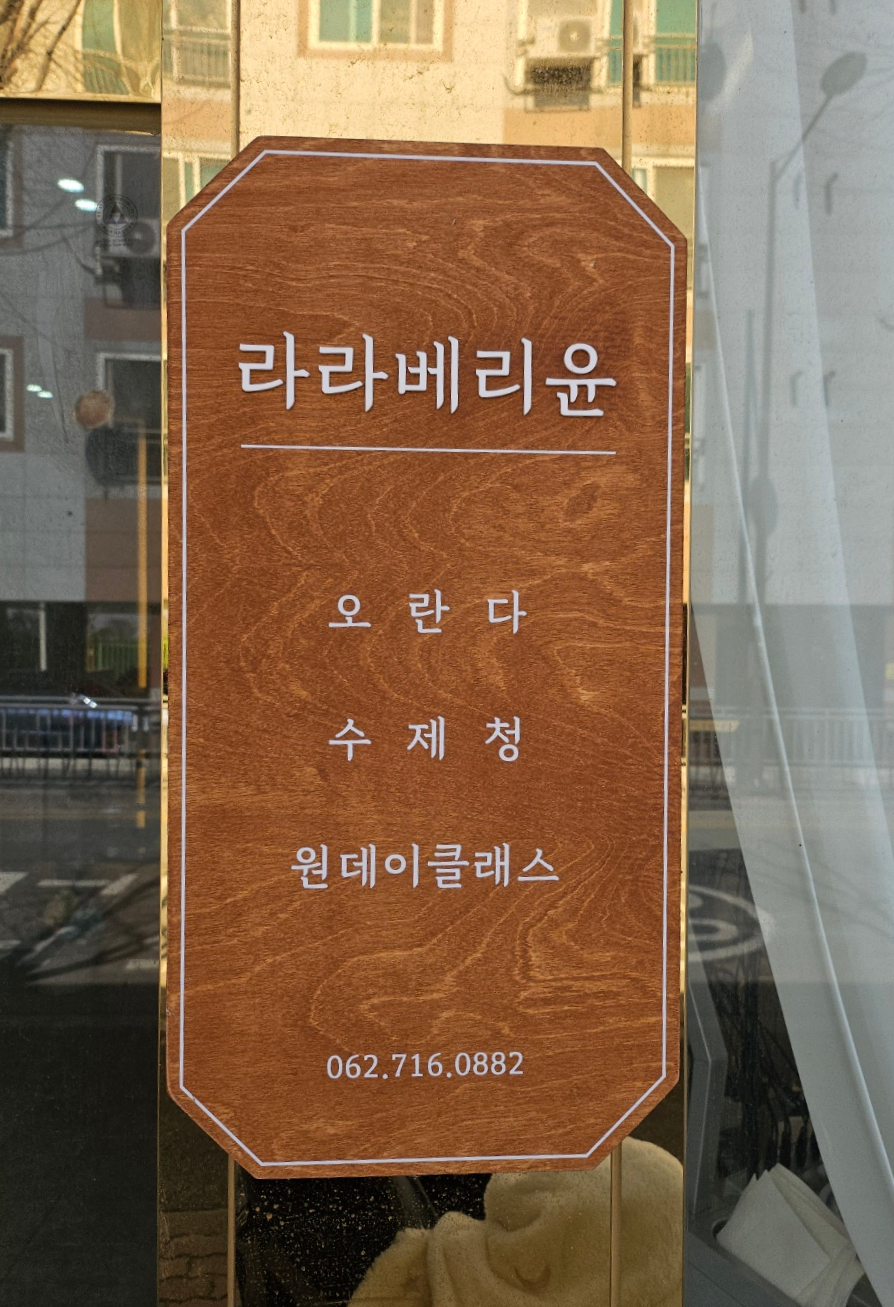 라라베리윤
오란다
수제청
원데이클래스
062.716.0882